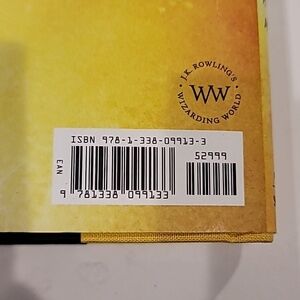 J.K. ROWLING'S
WW
WIZARDING WORLD
ISBN 978-1-338-09913-3
52999
EAN
9 781338 099133